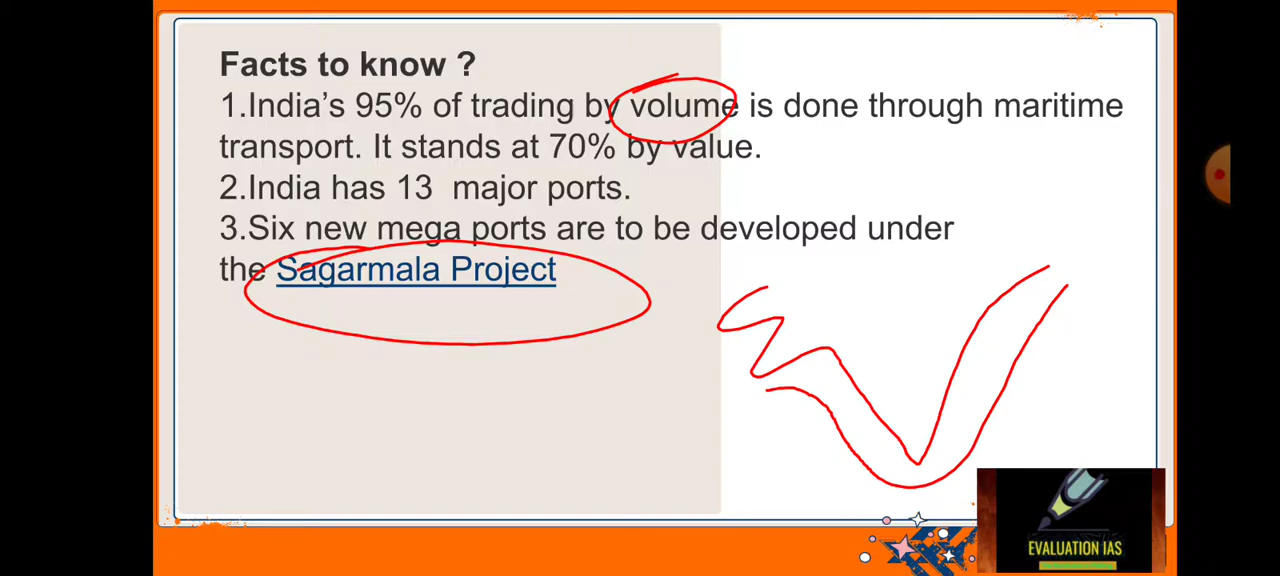 Facts to know ?
1.India's 95% of trading by volume is done through maritime
transport. It stands at 70% by value.
2.India has 13 major ports.
3.Six new mega ports are to be developed under
the Sagarmala Project
EVALUATION IAS